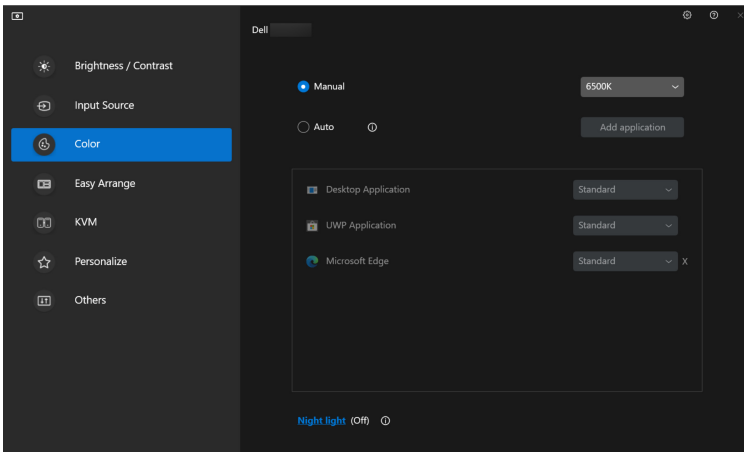 Dell
Brightness / Contrast
Input Source
Color
Easy Arrange
KVM
Personalize
Others
Manual
6500K
Auto
Add application
Desktop Application
Standard
UWP Application
Standard
Microsoft Edge
Standard
X
Night light (Off)